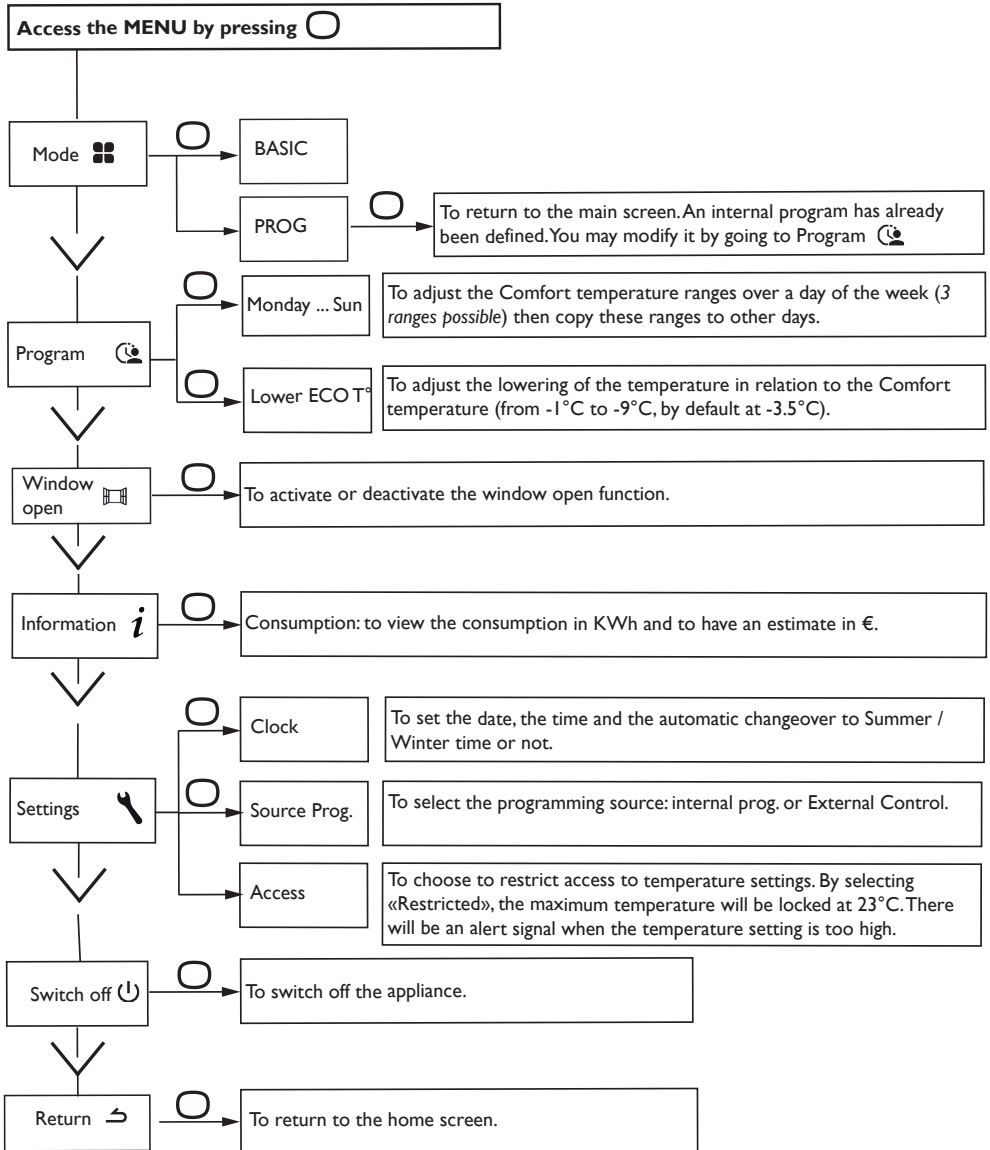 Access the MENU by pressing
Mode
BASIC
PROG
To return to the main screen. An internal program has already
been defined. You may modify it by going to Program
Program
Monday ... Sun
To adjust the Comfort temperature ranges over a day of the week (3
ranges possible) then copy these ranges to other days.
Lower ECO T°
To adjust the lowering of the temperature in relation to the Comfort
temperature (from -1°C to -9°C, by default at -3.5°C).
Window
open
To activate or deactivate the window open function.
Information i
Consumption: to view the consumption in KWh and to have an estimate in €.
Settings
Clock
To set the date, the time and the automatic changeover to Summer /
Winter time or not.
Source Prog.
To select the programming source: internal prog. or External Control.
Access
To choose to restrict access to temperature settings. By selecting
«Restricted», the maximum temperature will be locked at 23°C. There
will be an alert signal when the temperature setting is too high.
Switch off
To switch off the appliance.
Return
To return to the home screen.